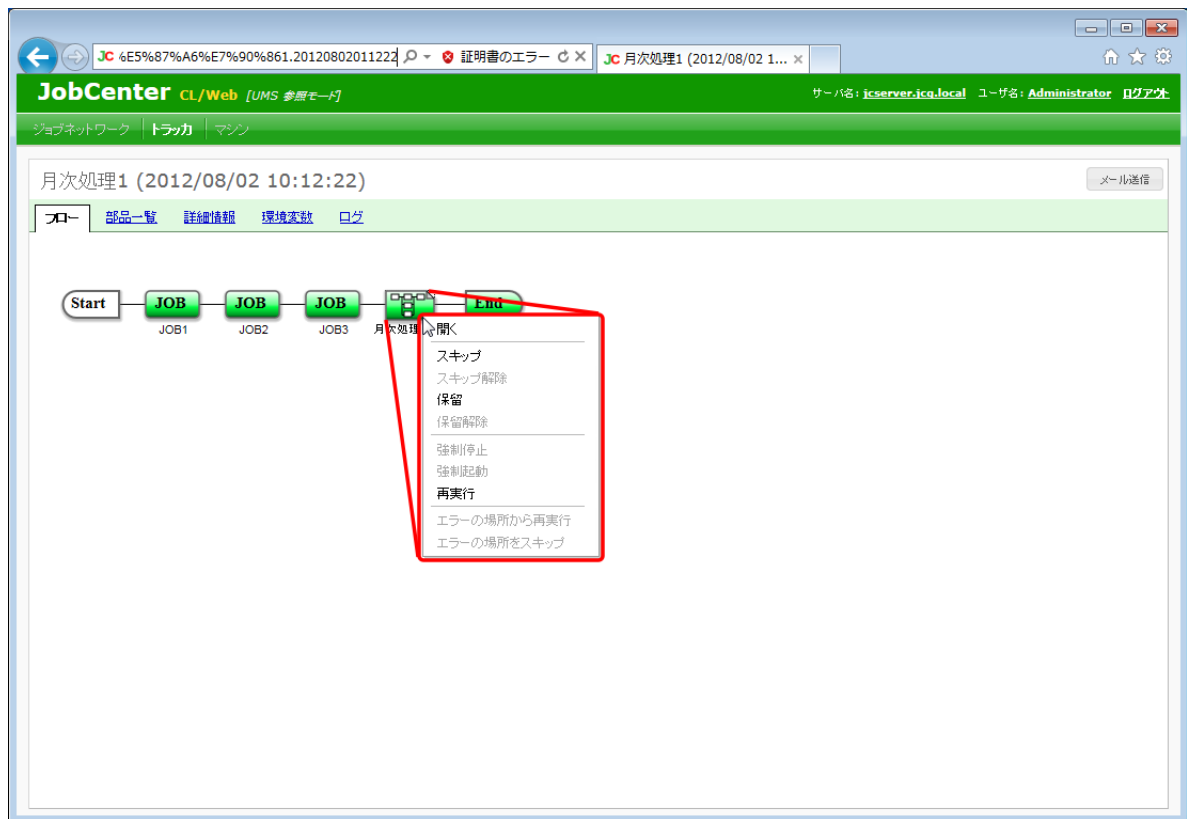 JC 6E5%87%A6%E7%90%861.20120802011222 証明書のエラー
JC 月次処理1 (2012/08/02 1...
JobCenter CL/Web [UMS 参照モード]
サーバ名: jcserver.jcq.local ユーザ名: Administrator ログアウト
ジョブネットワーク トラッカ マシン
月次処理1 (2012/08/02 10:12:22)
メール送信
フロー 部品一覧 詳細情報 環境変数 ログ
Start JOB JOB JOB End
JOB1 JOB2 JOB3 月次処理
開く
スキップ
スキップ解除
保留
保留解除
強制停止
強制起動
再実行
エラーの場所から再実行
エラーの場所をスキップ